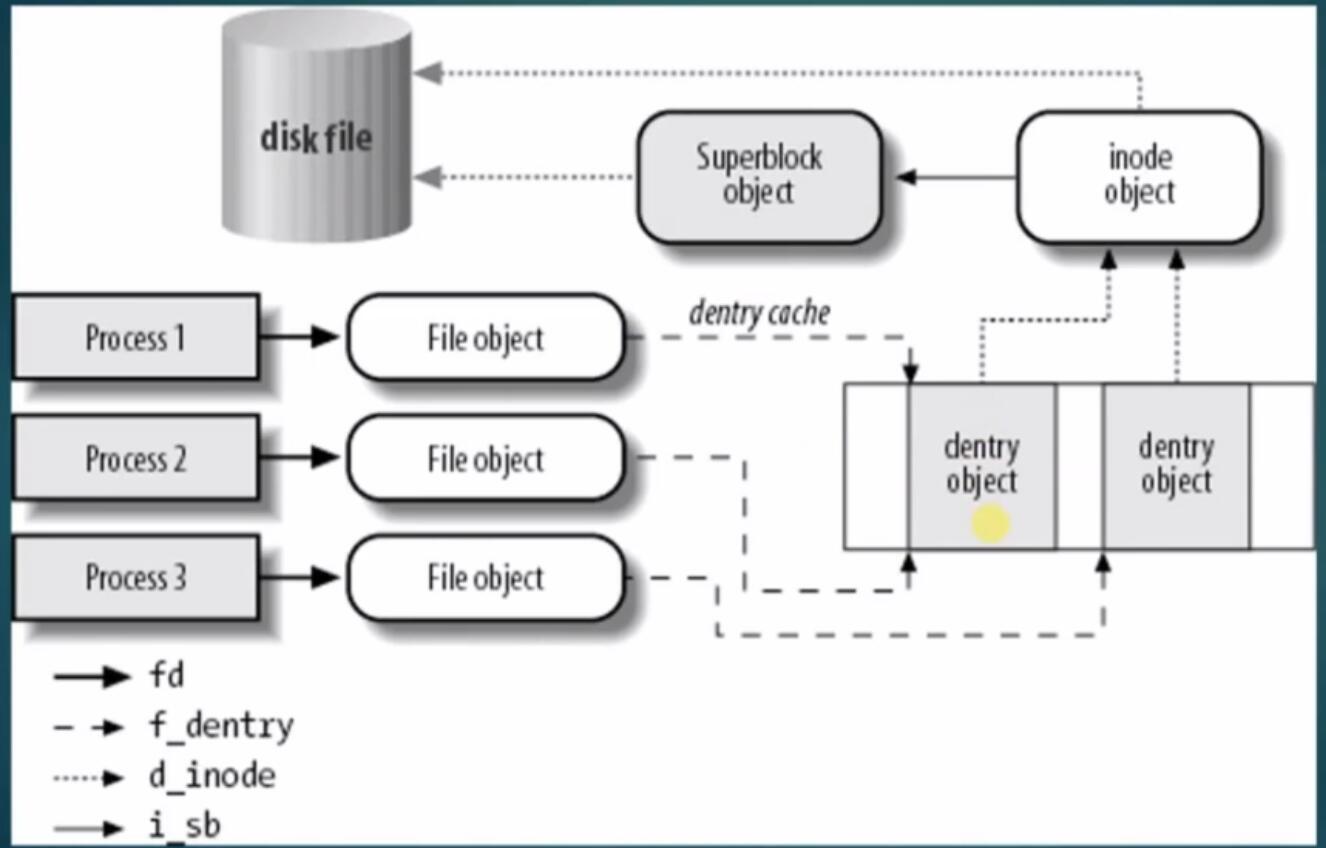 disk file
Superblock
object
inode
object
Process 1
File object
dentry cache
Process 2
File object
dentry
object
dentry
object
Process 3
File object
fd
f_dentry
d_inode
i_sb